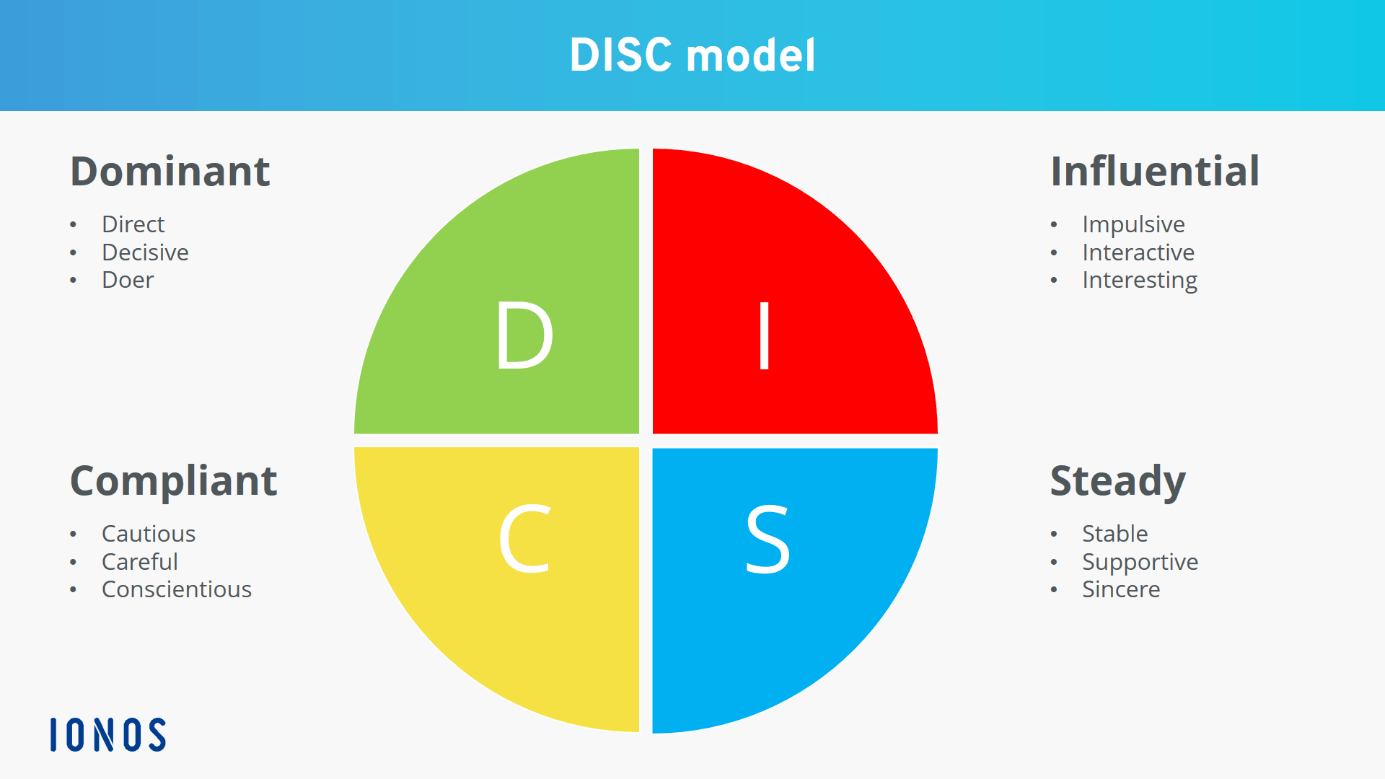 DISC model
Dominant
• Direct
• Decisive
• Doer
Influential
• Impulsive
• Interactive
• Interesting
D
I
C
S
Compliant
• Cautious
• Careful
• Conscientious
Steady
• Stable
• Supportive
• Sincere
IONOS